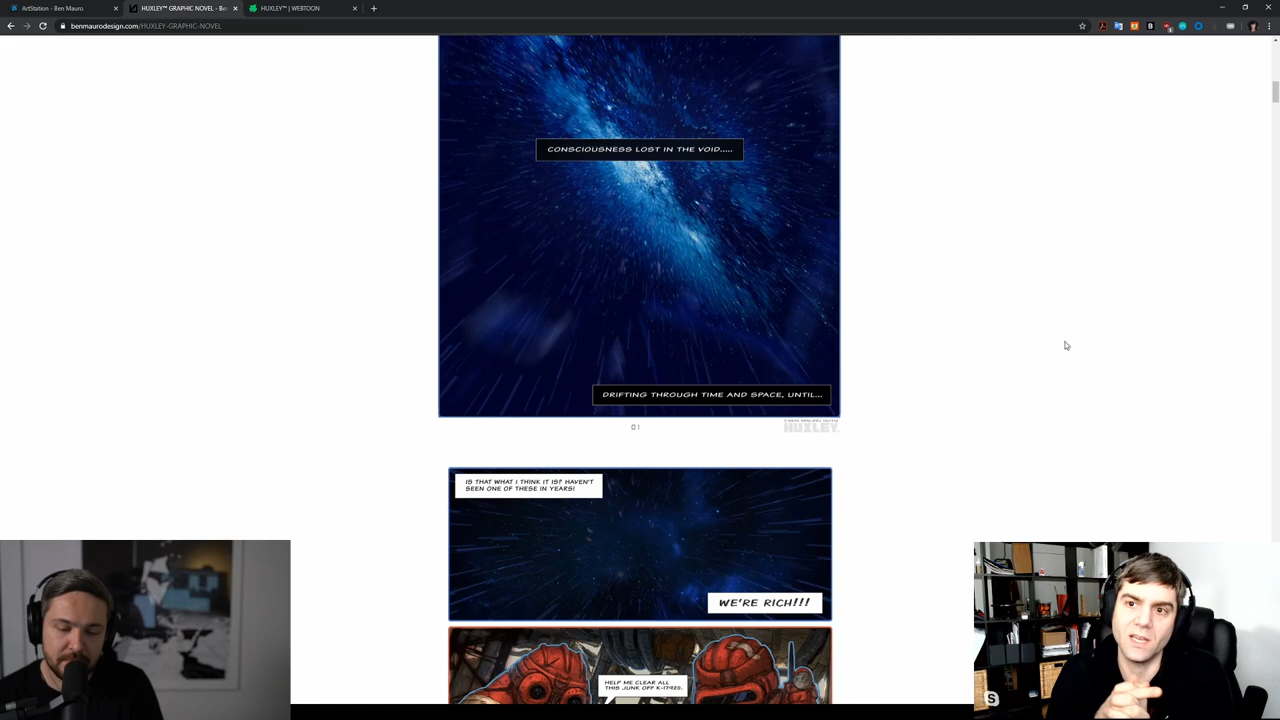 ArtStation - Ben Mauro
HUXLEY™ GRAPHIC NOVEL - Be
HUXLEY™ | WEBTOON
benmaurodesign.com/HUXLEY-GRAPHIC-NOVEL
CONSCIOUSNESS LOST IN THE VOID.....
DRIFTING THROUGH TIME AND SPACE, UNTIL...
01
HUXLEY
IS THAT WHAT I THINK IT IS? HAVEN'T
SEEN ONE OF THESE IN YEARS!
WE'RE RICH!!!
HELP ME CLEAR ALL
THIS JUNK OFF